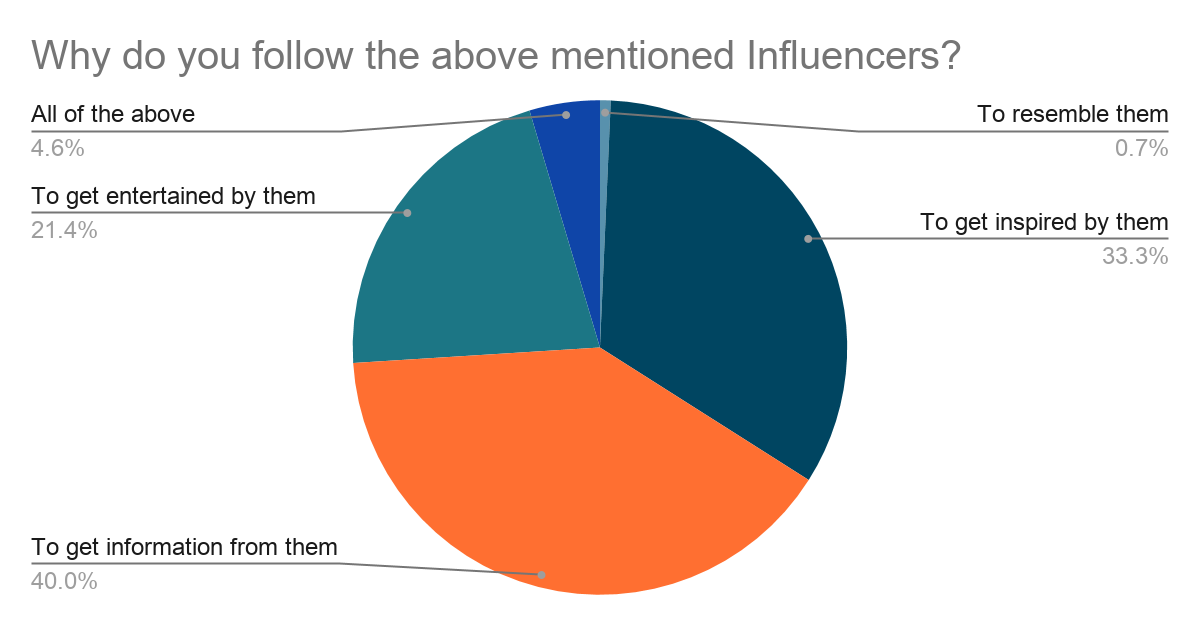 Why do you follow the above mentioned Influencers?
All of the above
4.6%
To get entertained by them
21.4%
To get information from them
40.0%
To resemble them
0.7%
To get inspired by them
33.3%